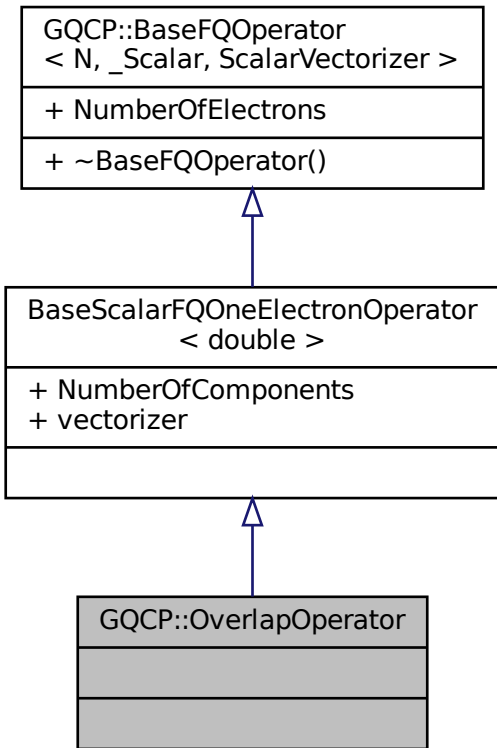 GQCP::BaseFQOperator
< N, _Scalar, ScalarVectorizer >
+ NumberOfElectrons
+ ~BaseFQOperator()
BaseScalarFQOneElectronOperator
< double >
+ NumberOfComponents
+ vectorizer
GQCP::OverlapOperator